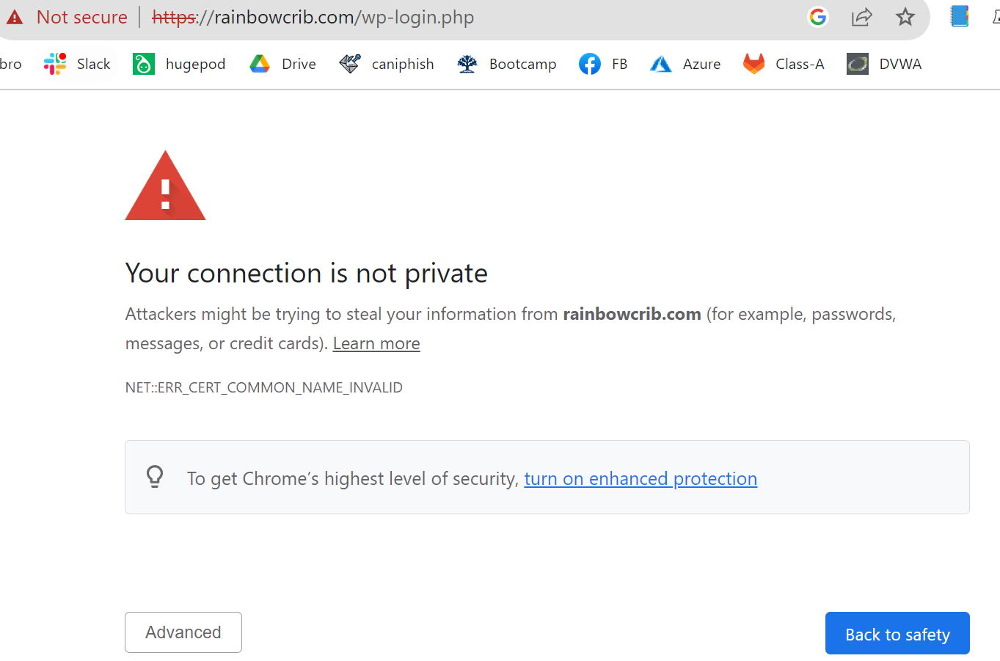 Not secure https://rainbowcrib.com/wp-login.php
bro Slack hugepod Drive caniphish Bootcamp FB Azure Class-A DVWA
Your connection is not private
Attackers might be trying to steal your information from rainbowcrib.com (for example, passwords,
messages, or credit cards). Learn more
NET::ERR_CERT_COMMON_NAME_INVALID
To get Chrome’s highest level of security, turn on enhanced protection
Advanced
Back to safety